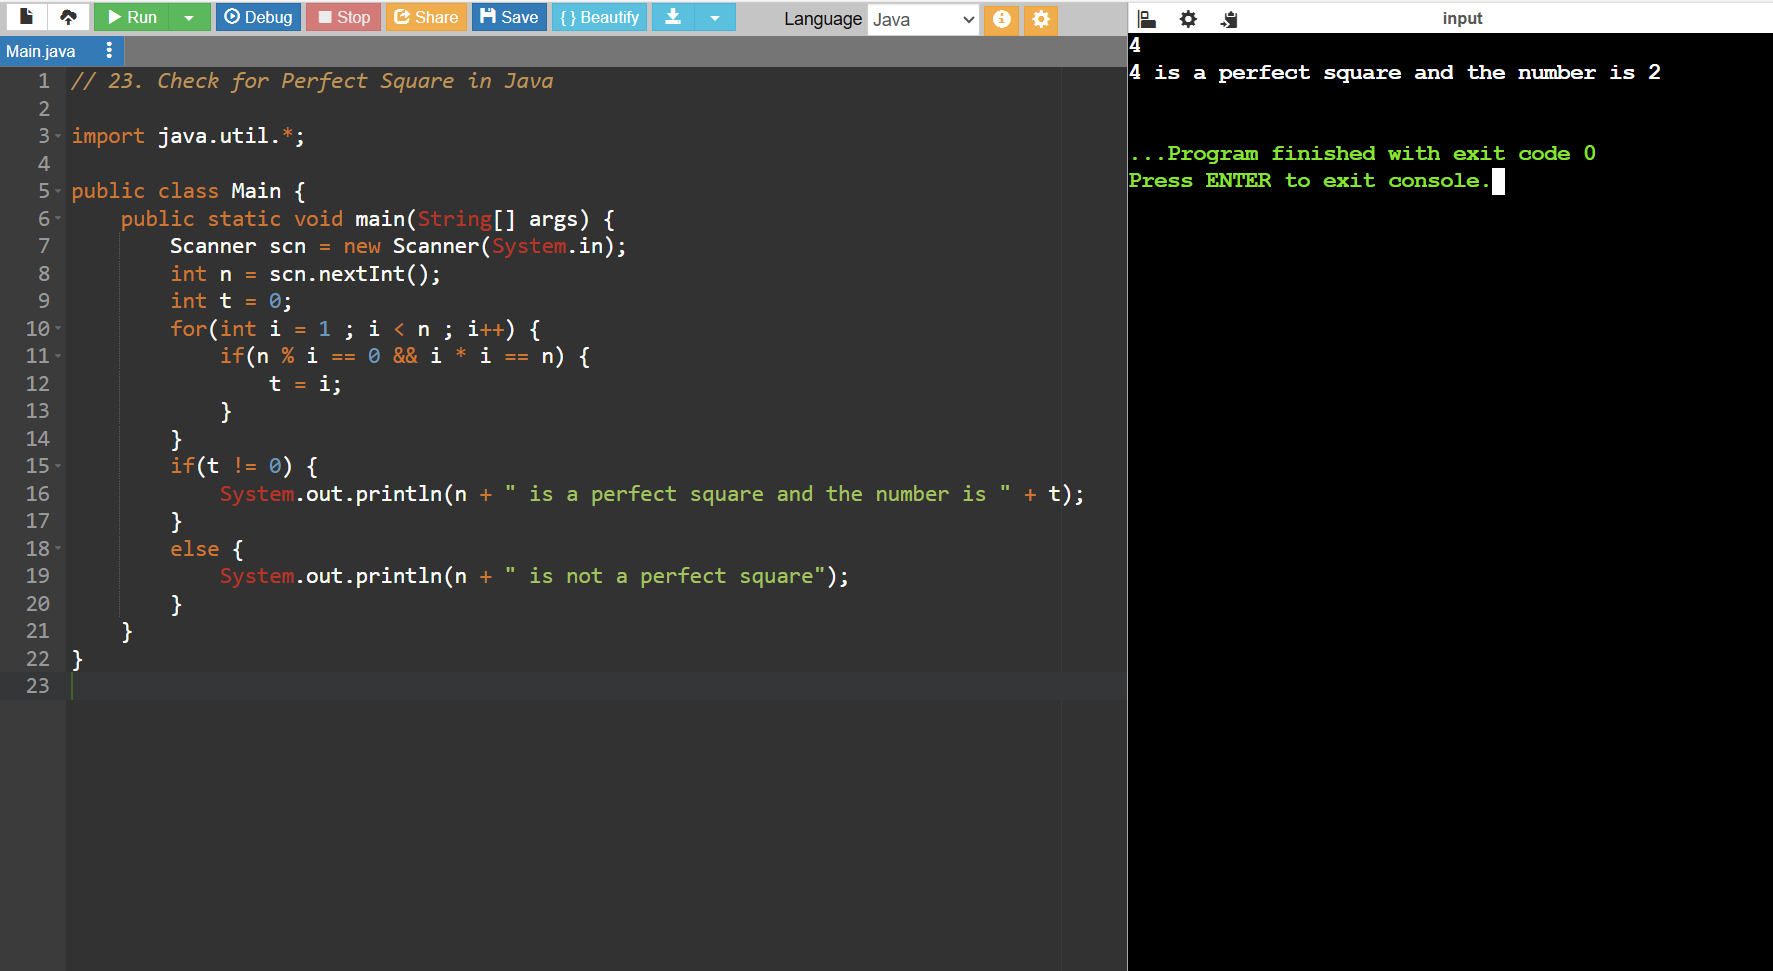 Run Debug Stop Share Save { } Beautify Language Java
Main.java
1 // 23. Check for Perfect Square in Java
2
3 import java.util.*;
4
5 public class Main {
6     public static void main(String[] args) {
7         Scanner scn = new Scanner(System.in);
8         int n = scn.nextInt();
9         int t = 0;
10         for(int i = 1 ; i < n ; i++) {
11             if(n % i == 0 && i * i == n) {
12                 t = i;
13             }
14         }
15         if(t != 0) {
16             System.out.println(n + " is a perfect square and the number is " + t);
17         }
18         else {
19             System.out.println(n + " is not a perfect square");
20         }
21     }
22 }
23
input
4
4 is a perfect square and the number is 2
...Program finished with exit code 0
Press ENTER to exit console.